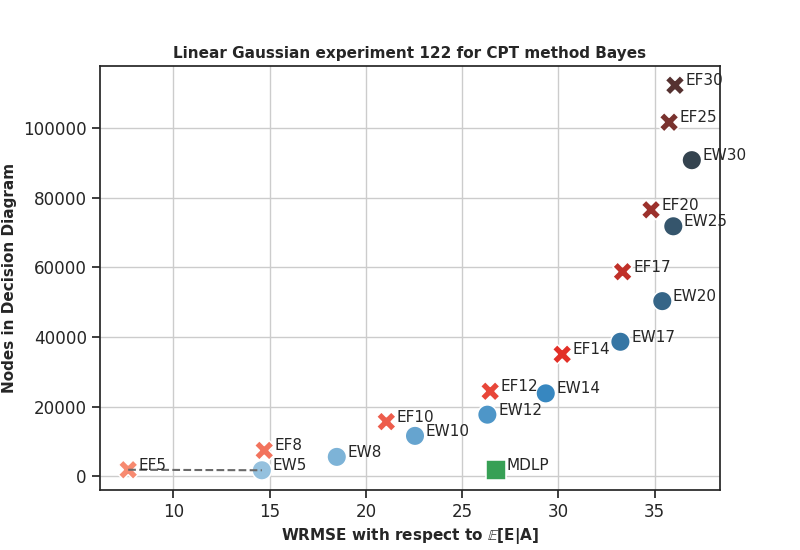 Linear Gaussian experiment 122 for CPT method Bayes
Nodes in Decision Diagram
100000
80000
60000
40000
20000
0
EF30
EF25
EW30
EF20
EW25
EF17
EW20
EW17
EF14
EF12
EW14
EW12
EF10
EW10
EF8
EW8
EF5
EW5
MDLP
10
15
20
25
30
35
WRMSE with respect to 𝔼[E|A]